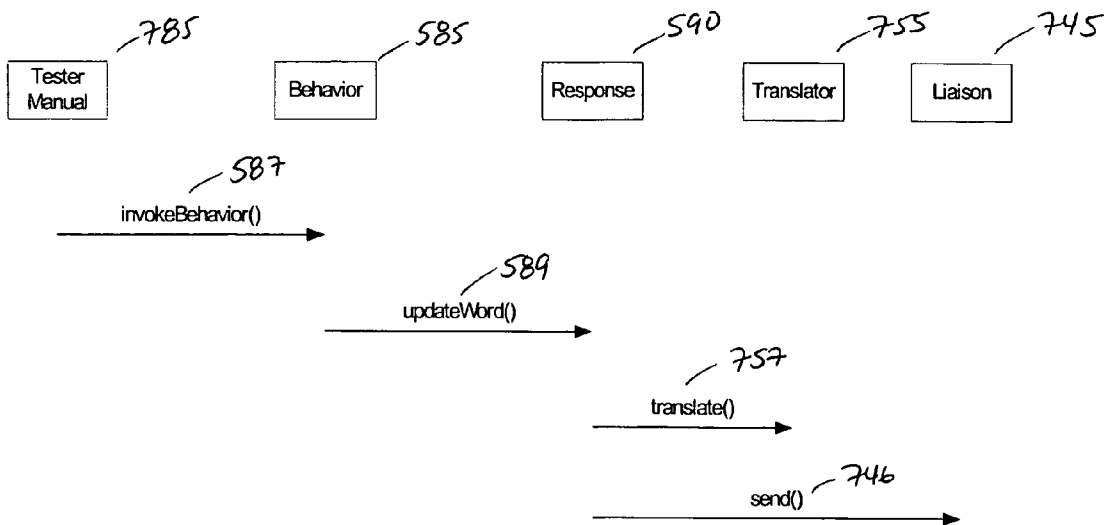 785
585
590
755
745
Tester
Manual
Behavior
Response
Translator
Liaison
587
invokeBehavior()
589
updateWord()
757
translate()
746
send()